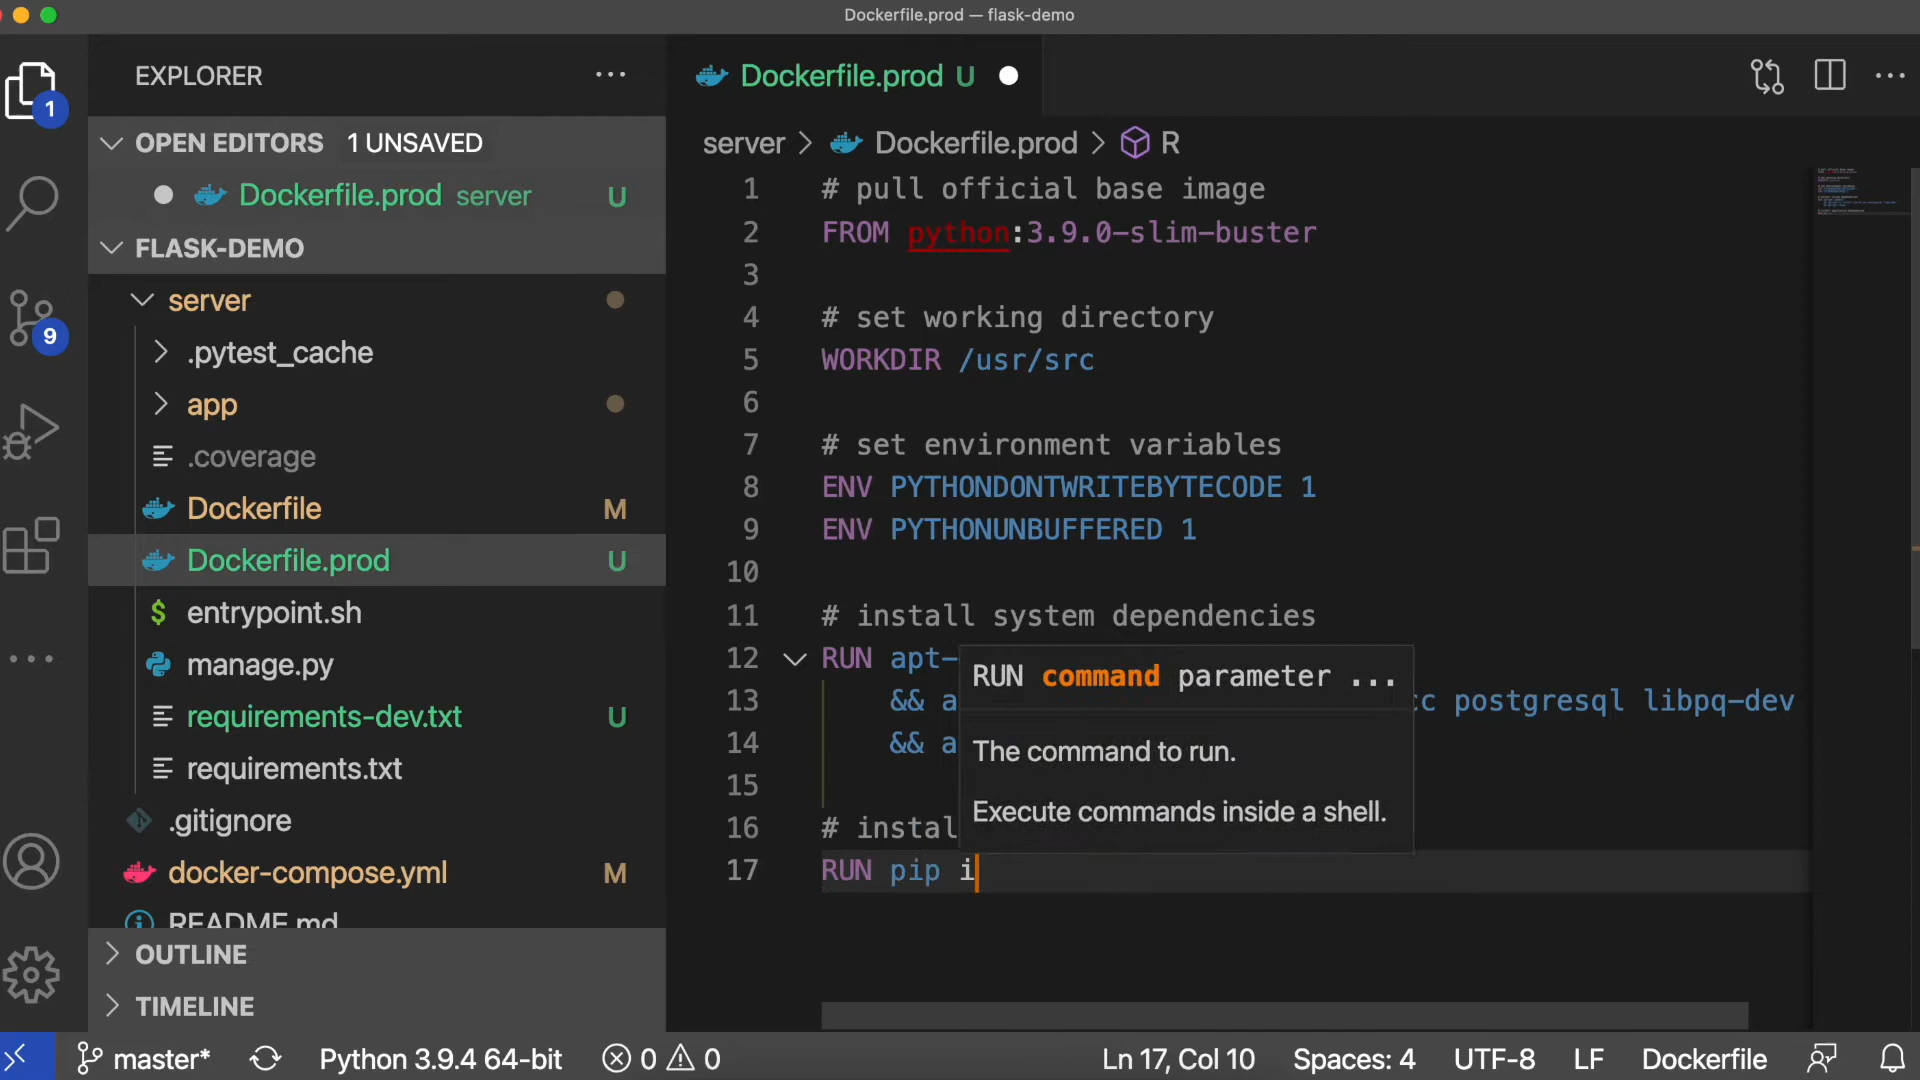 Dockerfile.prod — flask-demo
EXPLORER
1
OPEN EDITORS 1 UNSAVED
Dockerfile.prod server U
FLASK-DEMO
server
.pytest_cache
app
.coverage
Dockerfile M
Dockerfile.prod U
entrypoint.sh
manage.py
requirements-dev.txt U
requirements.txt
.gitignore
docker-compose.yml M
README.md
OUTLINE
TIMELINE
9
Dockerfile.prod U
server > Dockerfile.prod > R
1 # pull official base image
2 FROM python:3.9.0-slim-buster
3
4 # set working directory
5 WORKDIR /usr/src
6
7 # set environment variables
8 ENV PYTHONDONTWRITEBYTECODE 1
9 ENV PYTHONUNBUFFERED 1
10
11 # install system dependencies
12 RUN apt-
13 && a cc postgresql libpq-dev
14 && a
15
16 # instal
17 RUN pip i
RUN command parameter ...
The command to run.
Execute commands inside a shell.
master* Python 3.9.4 64-bit 0 0 Ln 17, Col 10 Spaces: 4 UTF-8 LF Dockerfile